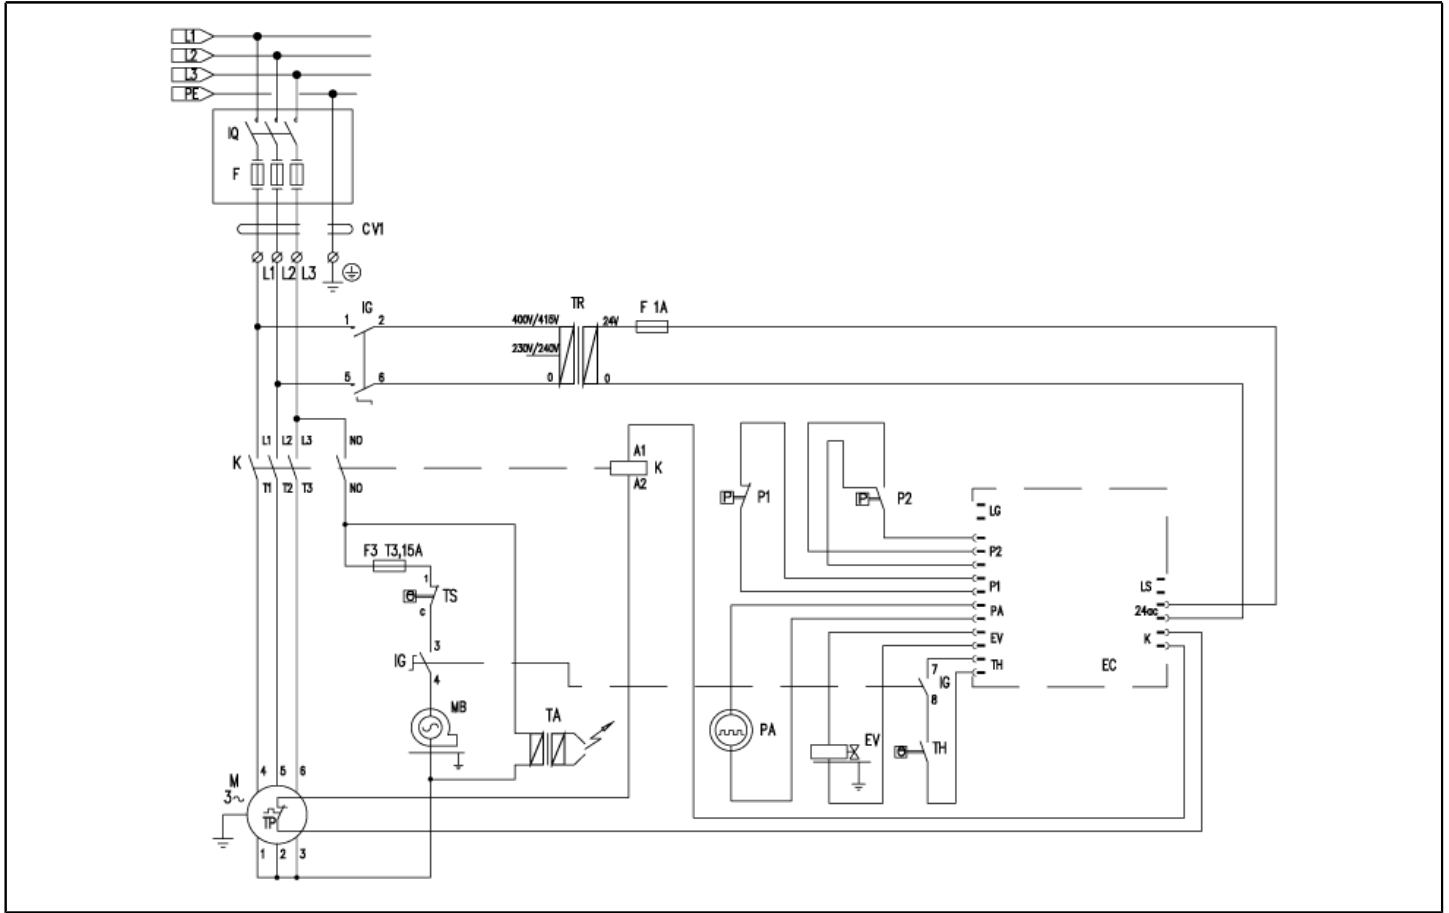 L1
L2
L3
PE
IQ
F
CV1
L1 L2 L3
IG
1 2
5 6
TR
400V/415V
230V/240V
0
24V
0
F 1A
L1 L2 L3 NO
K
T1 T2 T3 NO
A1
K
A2
P1
P2
LG
P2
P1
PA
EV
TH
LS
24ac
K
EC
F3 T3,15A
1
TS
c
3
IG
4
MB
TA
PA
EV
7
IG
8
TH
M
3~
4 5 6
TP
1 2 3